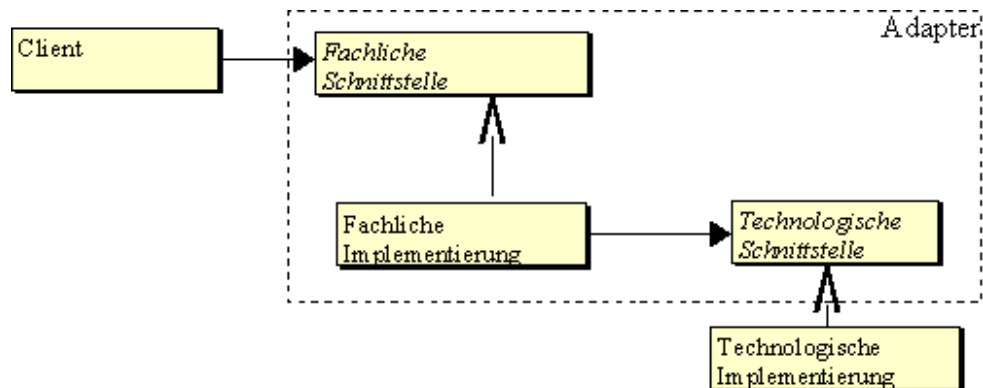 Adapter
Client
Fachliche
Schnittstelle
Fachliche
Implementierung
Technologische
Schnittstelle
Technologische
Implementierung